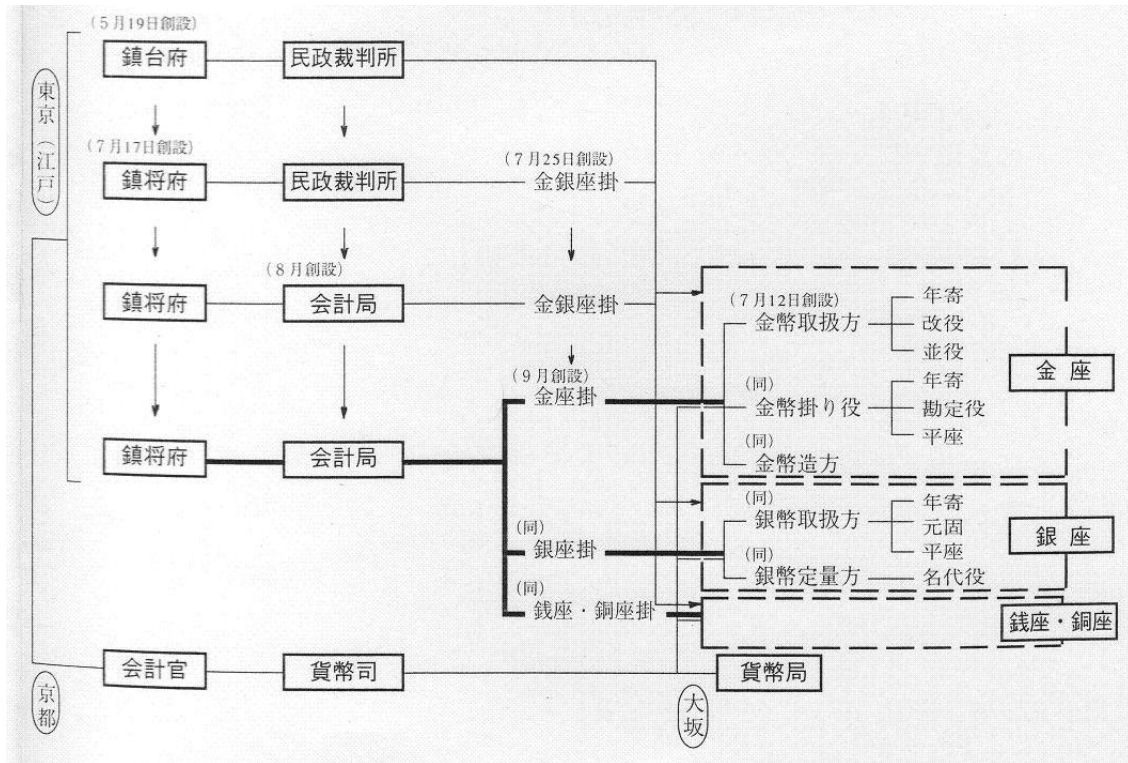 (5月19日創設)
鎮台府
民政裁判所
東京(江戸)
(7月17日創設)
鎮将府
民政裁判所
(7月25日創設)
金銀座掛
鎮将府
(8月創設)
会計局
金銀座掛
(7月12日創設)
金幣取扱方
年寄
改役
並役
金座
(9月創設)
金座掛
(同)
金幣掛り役
年寄
勘定役
平座
(同)
金幣造方
鎮将府
会計局
(同)
銀座掛
(同)
銀幣取扱方
年寄
元固
平座
銀座
(同)
銀幣定量方
名代役
(同)
銭座・銅座掛
銭座・銅座
京都
会計官
貨幣司
大坂
貨幣局